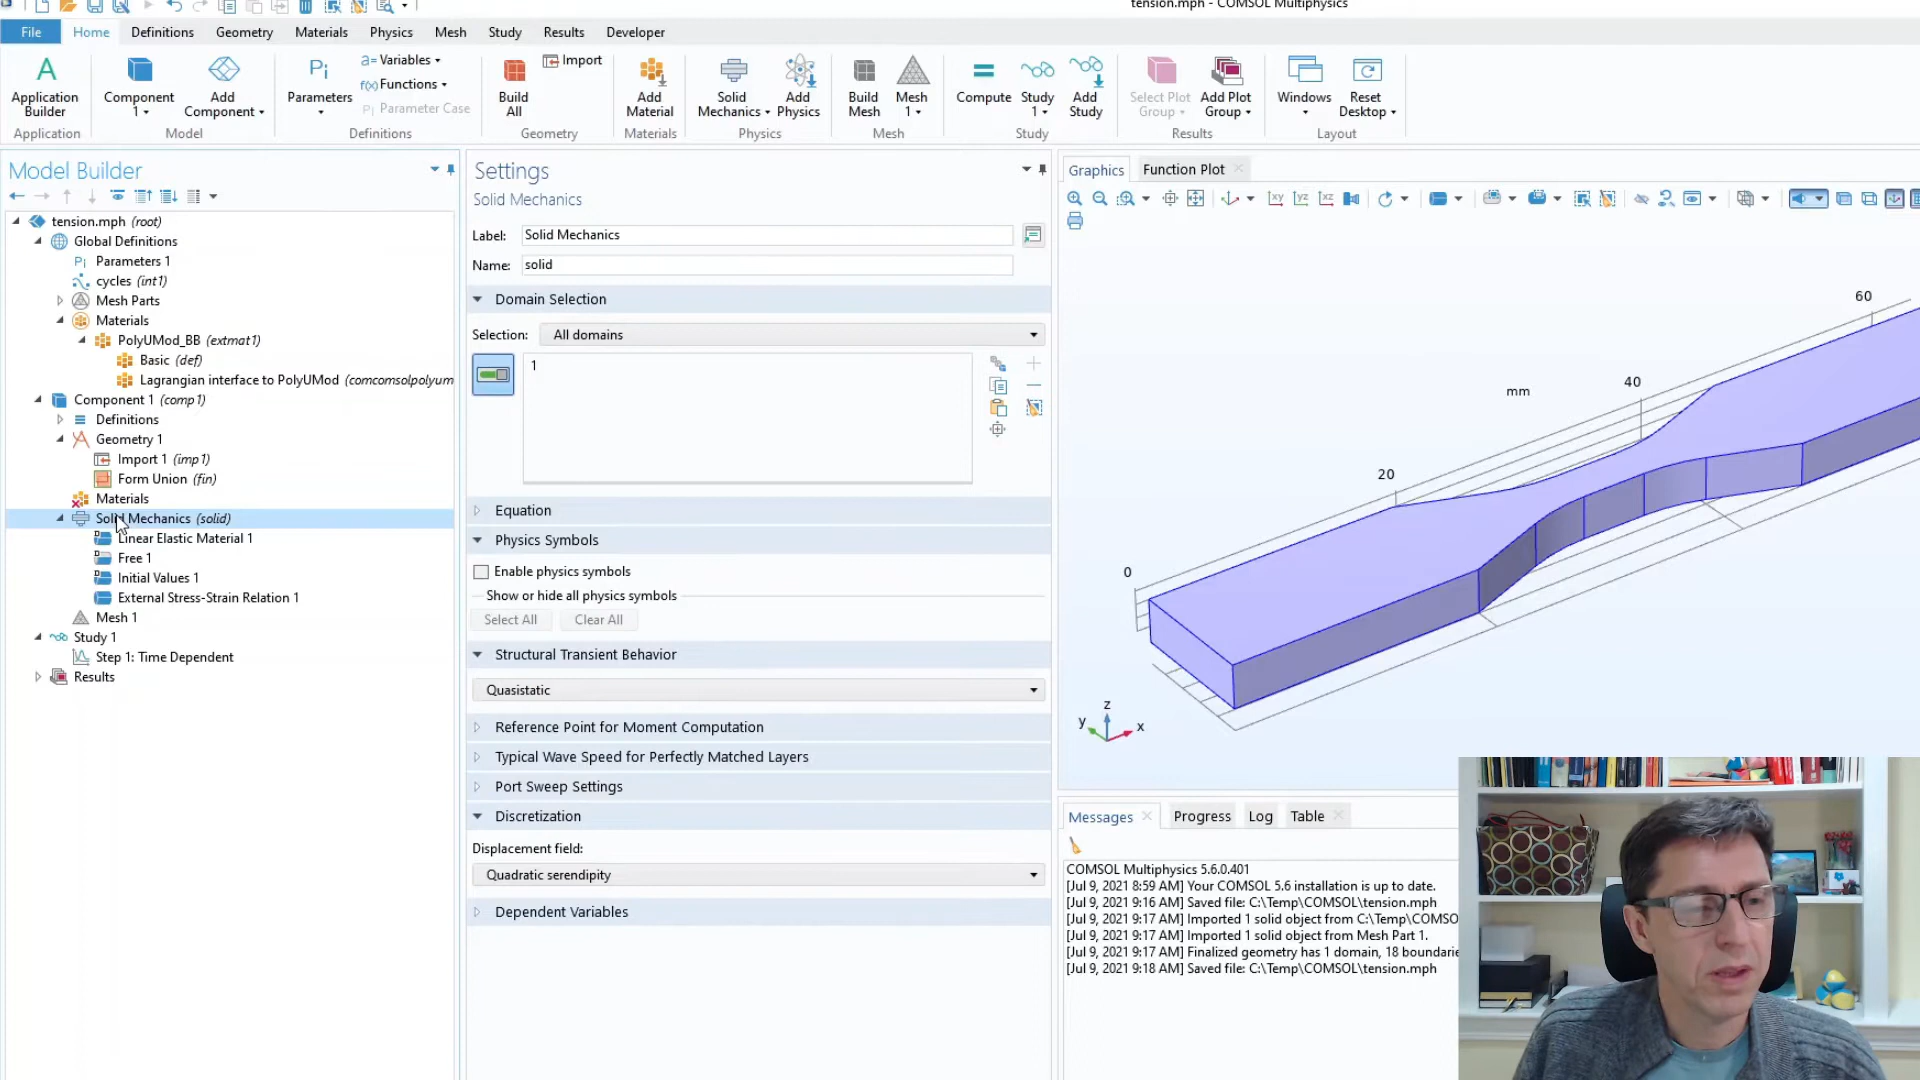 tension.mph - COMSOL Multiphysics
File Home Definitions Geometry Materials Physics Mesh Study Results Developer
Application Builder
Component 1
Add Component
Pi Parameters
a= Variables
f(x) Functions
Pi Parameter Case
Build All
Import
Add Material
Solid Mechanics
Add Physics
Build Mesh
Mesh 1
Compute
Study 1
Add Study
Select Plot Group
Add Plot Group
Windows
Reset Desktop
Application Model Definitions Geometry Materials Physics Mesh Study Results Layout
Model Builder
tension.mph (root)
Global Definitions
Pi Parameters 1
cycles (int1)
Mesh Parts
Materials
PolyUMod_BB (extmat1)
Basic (def)
Lagrangian interface to PolyUMod (comcomsolpolyum
Component 1 (comp1)
Definitions
Geometry 1
Import 1 (imp1)
Form Union (fin)
Materials
Solid Mechanics (solid)
Linear Elastic Material 1
Free 1
Initial Values 1
External Stress-Strain Relation 1
Mesh 1
Study 1
Step 1: Time Dependent
Results
Settings
Solid Mechanics
Label: Solid Mechanics
Name: solid
Domain Selection
Selection: All domains
1
Equation
Physics Symbols
Enable physics symbols
Show or hide all physics symbols
Select All Clear All
Structural Transient Behavior
Quasistatic
Reference Point for Moment Computation
Typical Wave Speed for Perfectly Matched Layers
Port Sweep Settings
Discretization
Displacement field:
Quadratic serendipity
Dependent Variables
Graphics Function Plot
xy yz xz
60
40
mm
20
0
z
y x
Messages Progress Log Table
COMSOL Multiphysics 5.6.0.401
[Jul 9, 2021 8:59 AM] Your COMSOL 5.6 installation is up to date.
[Jul 9, 2021 9:16 AM] Saved file: C:\Temp\COMSOL\tension.mph
[Jul 9, 2021 9:17 AM] Imported 1 solid object from C:\Temp\COMSO
[Jul 9, 2021 9:17 AM] Imported 1 solid object from Mesh Part 1.
[Jul 9, 2021 9:17 AM] Finalized geometry has 1 domain, 18 boundarie
[Jul 9, 2021 9:18 AM] Saved file: C:\Temp\COMSOL\tension.mph